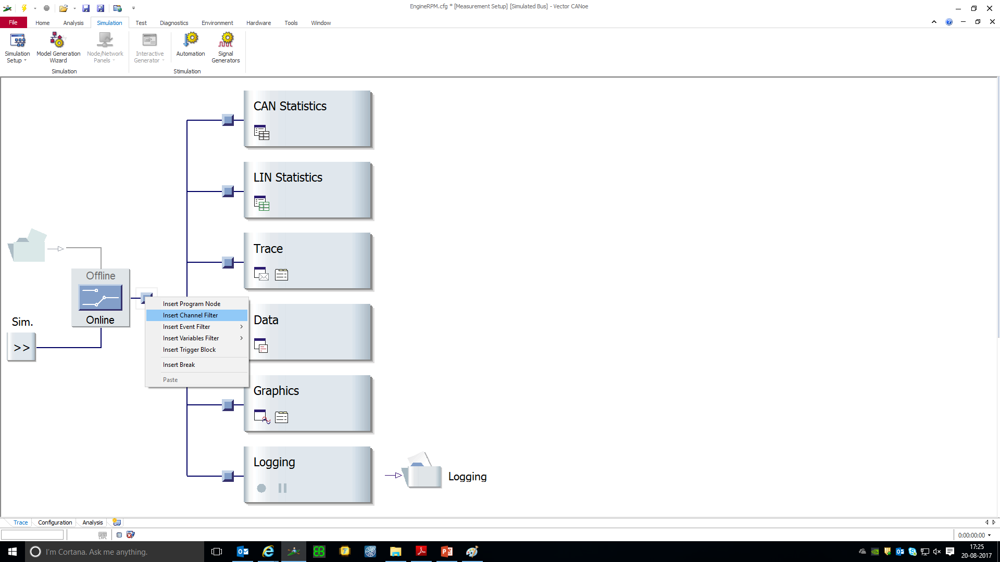 EngineRPM.cfg * [Measurement Setup] [Simulated Bus] - Vector CANoe
File Home Analysis Simulation Test Diagnostics Environment Hardware Tools Window
Simulation Setup
Model Generation Wizard
Node/Network Panels
Interactive Generator
Automation
Signal Generators
Simulation
Stimulation
CAN Statistics
LIN Statistics
Trace
Offline
Online
Sim.
>>
Insert Program Node
Insert Channel Filter
Insert Event Filter
Insert Variables Filter
Insert Trigger Block
Insert Break
Paste
Data
Graphics
Logging
Logging
Trace Configuration Analysis
CAPL
0:00:00:00
I'm Cortana. Ask me anything.
17:25
20-08-2017